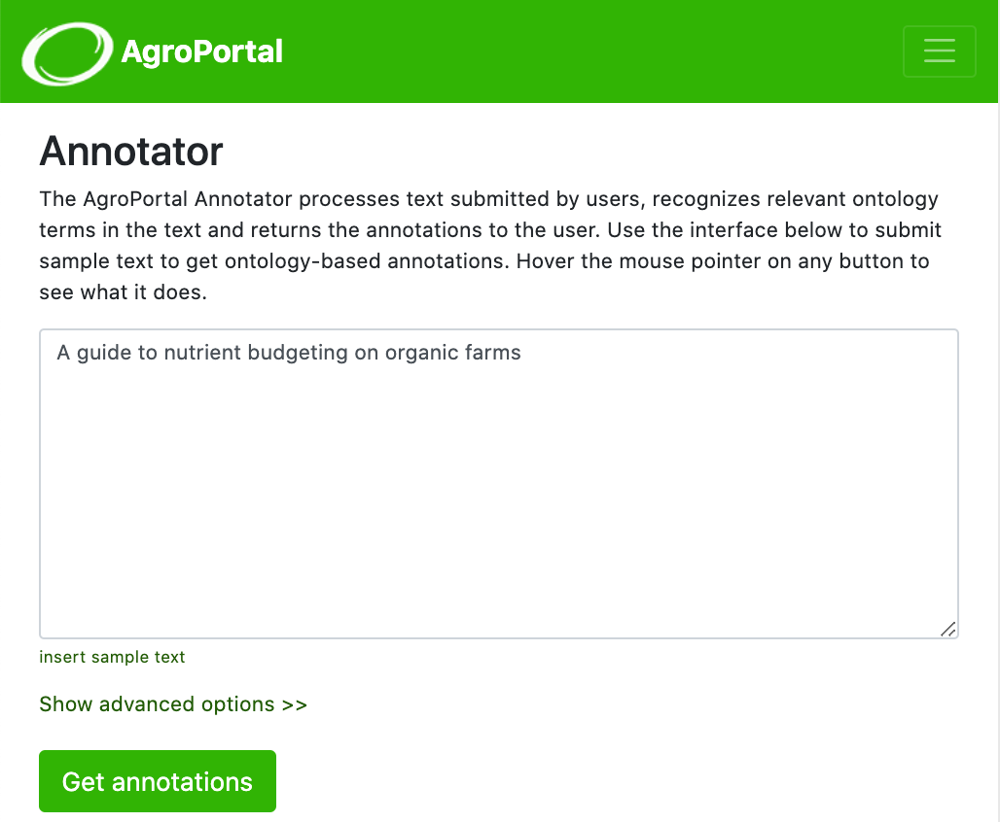 AgroPortal
Annotator
The AgroPortal Annotator processes text submitted by users, recognizes relevant ontology
terms in the text and returns the annotations to the user. Use the interface below to submit
sample text to get ontology-based annotations. Hover the mouse pointer on any button to
see what it does.
A guide to nutrient budgeting on organic farms
insert sample text
Show advanced options >>
Get annotations